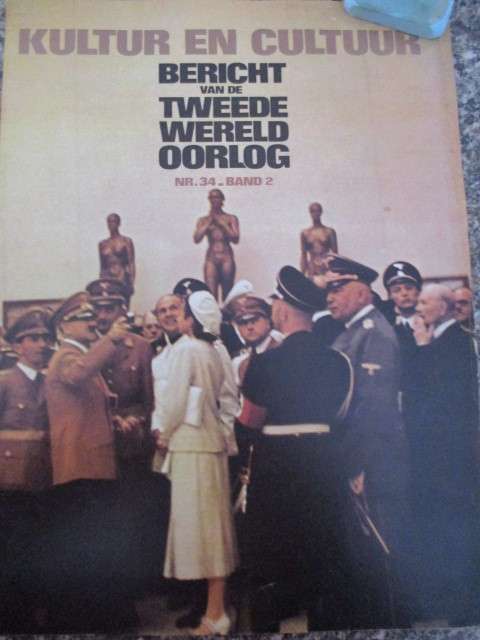 KULTUR EN CULTUUR
BERICHT
VAN DE
TWEEDE
WERELD
OORLOG
NR. 34. BAND 2